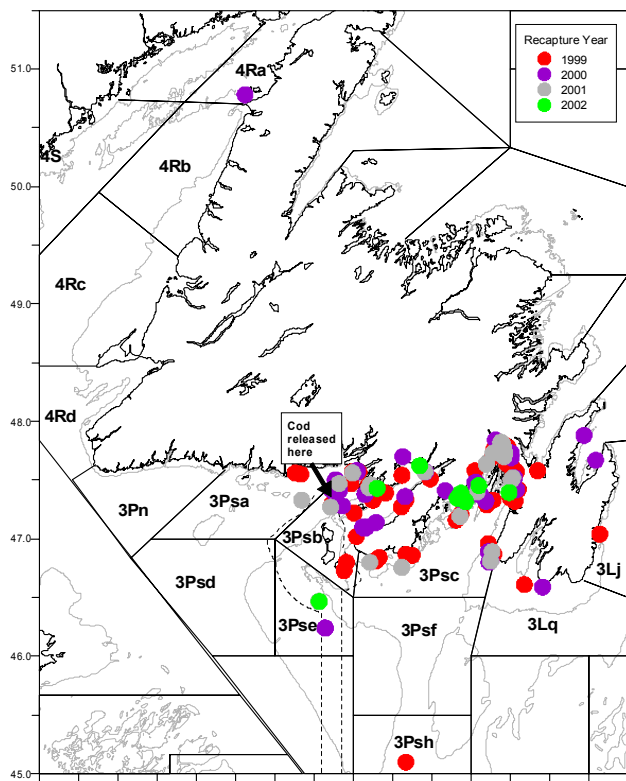 Recapture Year
1999
2000
2001
2002
51.0
50.0
49.0
48.0
47.0
46.0
45.0
4Ra
4S
4Rb
4Rc
4Rd
Cod
released
here
3Pn
3Psa
3Psb
3Psc
3Psd
3Pse
3Psf
3Psh
3Lj
3Lq